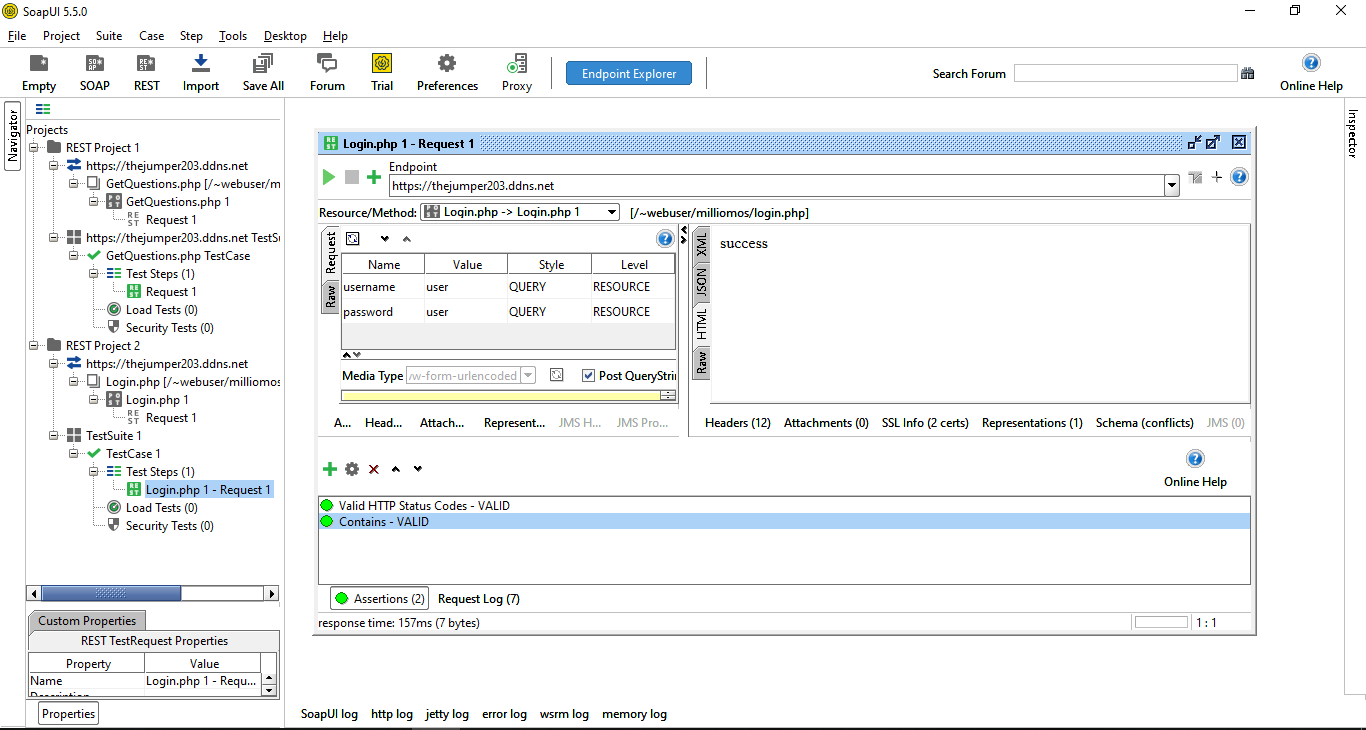 SoapUI 5.5.0
File Project Suite Case Step Tools Desktop Help
Empty SOAP REST Import Save All Forum Trial Preferences Proxy Endpoint Explorer Search Forum Online Help
Navigator
Projects
REST Project 1
https://thejumper203.ddns.net
GetQuestions.php [/~webuser/m
GetQuestions.php 1
Request 1
https://thejumper203.ddns.net TestSu
GetQuestions.php TestCase
Test Steps (1)
Request 1
Load Tests (0)
Security Tests (0)
REST Project 2
https://thejumper203.ddns.net
Login.php [/~webuser/milliomos
Login.php 1
Request 1
TestSuite 1
TestCase 1
Test Steps (1)
Login.php 1 - Request 1
Load Tests (0)
Security Tests (0)
Custom Properties
REST TestRequest Properties
Property Value
Name Login.php 1 - Requ...
Description
Properties
Login.php 1 - Request 1
Endpoint
https://thejumper203.ddns.net
Resource/Method: Login.php -> Login.php 1 [/~webuser/milliomos/login.php]
Request
Raw
Name Value Style Level
username user QUERY RESOURCE
password user QUERY RESOURCE
Media Type /w-form-urlencoded Post QueryStrin
A... Head... Attach... Represent... JMS H... JMS Pro...
XML
JSON
HTML
Raw
success
Headers (12) Attachments (0) SSL Info (2 certs) Representations (1) Schema (conflicts) JMS (0)
Online Help
Valid HTTP Status Codes - VALID
Contains - VALID
Assertions (2) Request Log (7)
response time: 157ms (7 bytes) 1 : 1
SoapUI log http log jetty log error log wsrm log memory log
Inspector